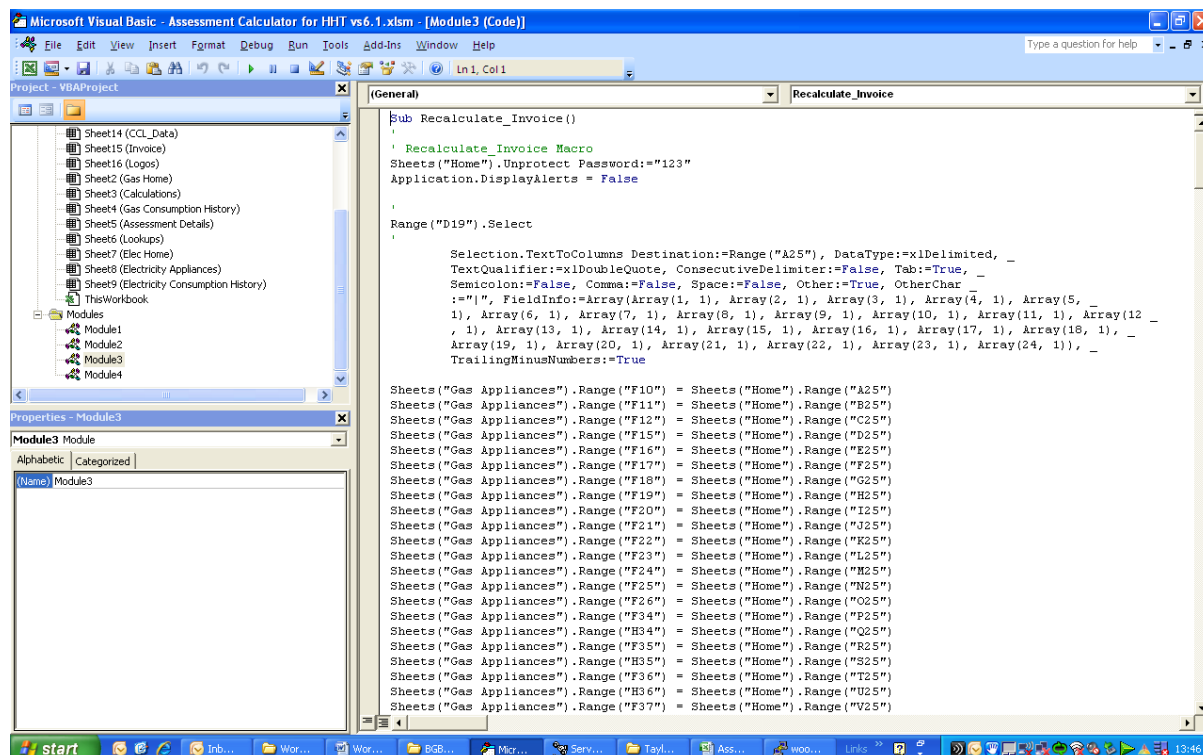 Microsoft Visual Basic - Assessment Calculator for HHT vs6.1.xlsm - [Module3 (Code)]
File Edit View Insert Format Debug Run Tools Add-Ins Window Help
Type a question for help
Ln 1, Col 1
Project - VBAProject
Sheet14 (CCL_Data)
Sheet15 (Invoice)
Sheet16 (Logos)
Sheet2 (Gas Home)
Sheet3 (Calculations)
Sheet4 (Gas Consumption History)
Sheet5 (Assessment Details)
Sheet6 (Lookups)
Sheet7 (Elec Home)
Sheet8 (Electricity Appliances)
Sheet9 (Electricity Consumption History)
ThisWorkbook
Modules
Module1
Module2
Module3
Module4
Properties - Module3
Module3 Module
Alphabetic Categorized
(Name) Module3
(General)
Recalculate_Invoice
Sub Recalculate_Invoice()
'
' Recalculate_Invoice Macro
Sheets("Home").Unprotect Password:="123"
Application.DisplayAlerts = False
'
Range("D19").Select
'
Selection.TextToColumns Destination:=Range("A25"), DataType:=xlDelimited, _
TextQualifier:=xlDoubleQuote, ConsecutiveDelimiter:=False, Tab:=True, _
Semicolon:=False, Comma:=False, Space:=False, Other:=True, OtherChar _
:="|", FieldInfo:=Array(Array(1, 1), Array(2, 1), Array(3, 1), Array(4, 1), Array(5, _
1), Array(6, 1), Array(7, 1), Array(8, 1), Array(9, 1), Array(10, 1), Array(11, 1), Array(12 _
, 1), Array(13, 1), Array(14, 1), Array(15, 1), Array(16, 1), Array(17, 1), Array(18, 1), _
Array(19, 1), Array(20, 1), Array(21, 1), Array(22, 1), Array(23, 1), Array(24, 1)), _
TrailingMinusNumbers:=True
Sheets("Gas Appliances").Range("F10") = Sheets("Home").Range("A25")
Sheets("Gas Appliances").Range("F11") = Sheets("Home").Range("B25")
Sheets("Gas Appliances").Range("F12") = Sheets("Home").Range("C25")
Sheets("Gas Appliances").Range("F15") = Sheets("Home").Range("D25")
Sheets("Gas Appliances").Range("F16") = Sheets("Home").Range("E25")
Sheets("Gas Appliances").Range("F17") = Sheets("Home").Range("F25")
Sheets("Gas Appliances").Range("F18") = Sheets("Home").Range("G25")
Sheets("Gas Appliances").Range("F19") = Sheets("Home").Range("H25")
Sheets("Gas Appliances").Range("F20") = Sheets("Home").Range("I25")
Sheets("Gas Appliances").Range("F21") = Sheets("Home").Range("J25")
Sheets("Gas Appliances").Range("F22") = Sheets("Home").Range("K25")
Sheets("Gas Appliances").Range("F23") = Sheets("Home").Range("L25")
Sheets("Gas Appliances").Range("F24") = Sheets("Home").Range("M25")
Sheets("Gas Appliances").Range("F25") = Sheets("Home").Range("N25")
Sheets("Gas Appliances").Range("F26") = Sheets("Home").Range("O25")
Sheets("Gas Appliances").Range("F34") = Sheets("Home").Range("P25")
Sheets("Gas Appliances").Range("H34") = Sheets("Home").Range("Q25")
Sheets("Gas Appliances").Range("F35") = Sheets("Home").Range("R25")
Sheets("Gas Appliances").Range("H35") = Sheets("Home").Range("S25")
Sheets("Gas Appliances").Range("F36") = Sheets("Home").Range("T25")
Sheets("Gas Appliances").Range("H36") = Sheets("Home").Range("U25")
Sheets("Gas Appliances").Range("F37") = Sheets("Home").Range("V25")
start Inb... Wor... Wor... BGB... Micr... Serv... Tayl... Ass... woo... Links » 13:46